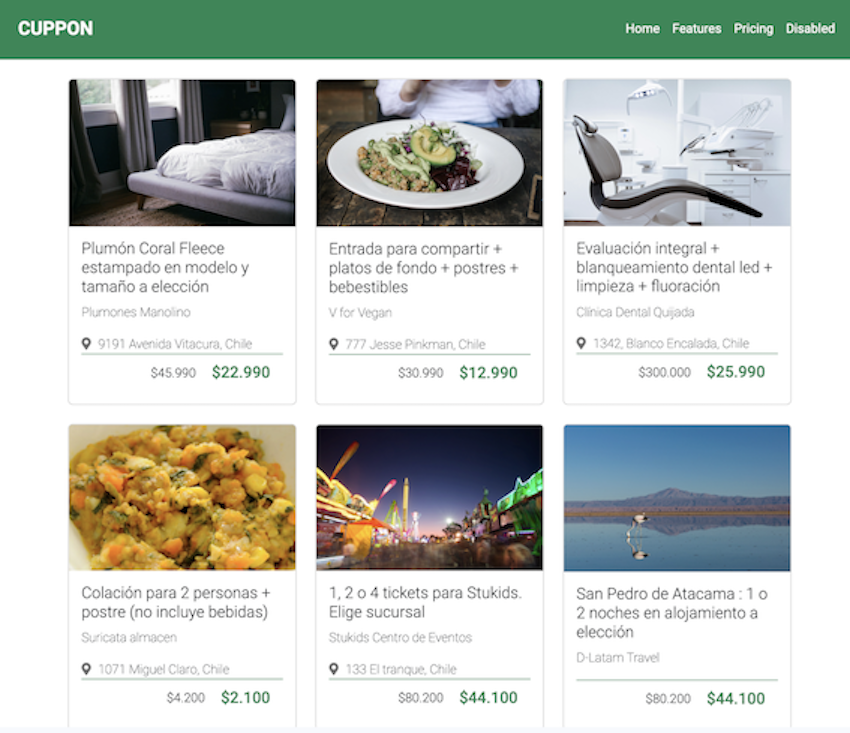 CUPPON
Home Features Pricing Disabled
Plumón Coral Fleece
estampado en modelo y
tamaño a elección
Plumones Manolino
9191 Avenida Vitacura, Chile
$45.990 $22.990
Entrada para compartir +
platos de fondo + postres +
bebestibles
V for Vegan
777 Jesse Pinkman, Chile
$30.990 $12.990
Evaluación integral +
blanqueamiento dental led +
limpieza + fluoración
Clínica Dental Quijada
1342, Blanco Encalada, Chile
$300.000 $25.990
Colación para 2 personas +
postre (no incluye bebidas)
Suricata almacen
1071 Miguel Claro, Chile
$4.200 $2.100
1, 2 o 4 tickets para Stukids.
Elige sucursal
Stukids Centro de Eventos
133 El tranque, Chile
$80.200 $44.100
San Pedro de Atacama : 1 o
2 noches en alojamiento a
elección
D-Latam Travel
$80.200 $44.100